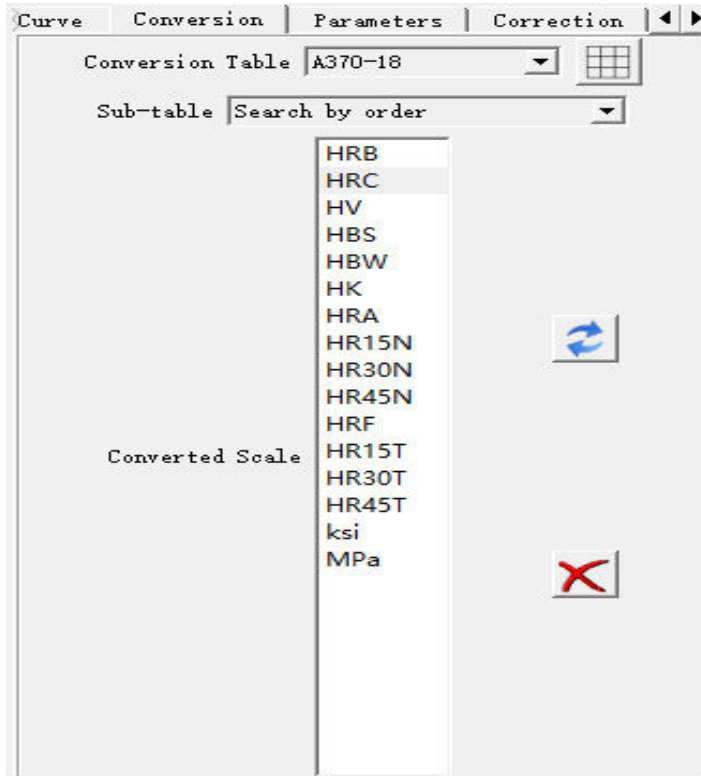 Curve Conversion Parameters Correction
Conversion Table A370-18
Sub-table Search by order
HRB
HRC
HV
HBS
HBW
HK
HRA
HR15N
HR30N
HR45N
HRF
Converted Scale HR15T
HR30T
HR45T
ksi
MPa